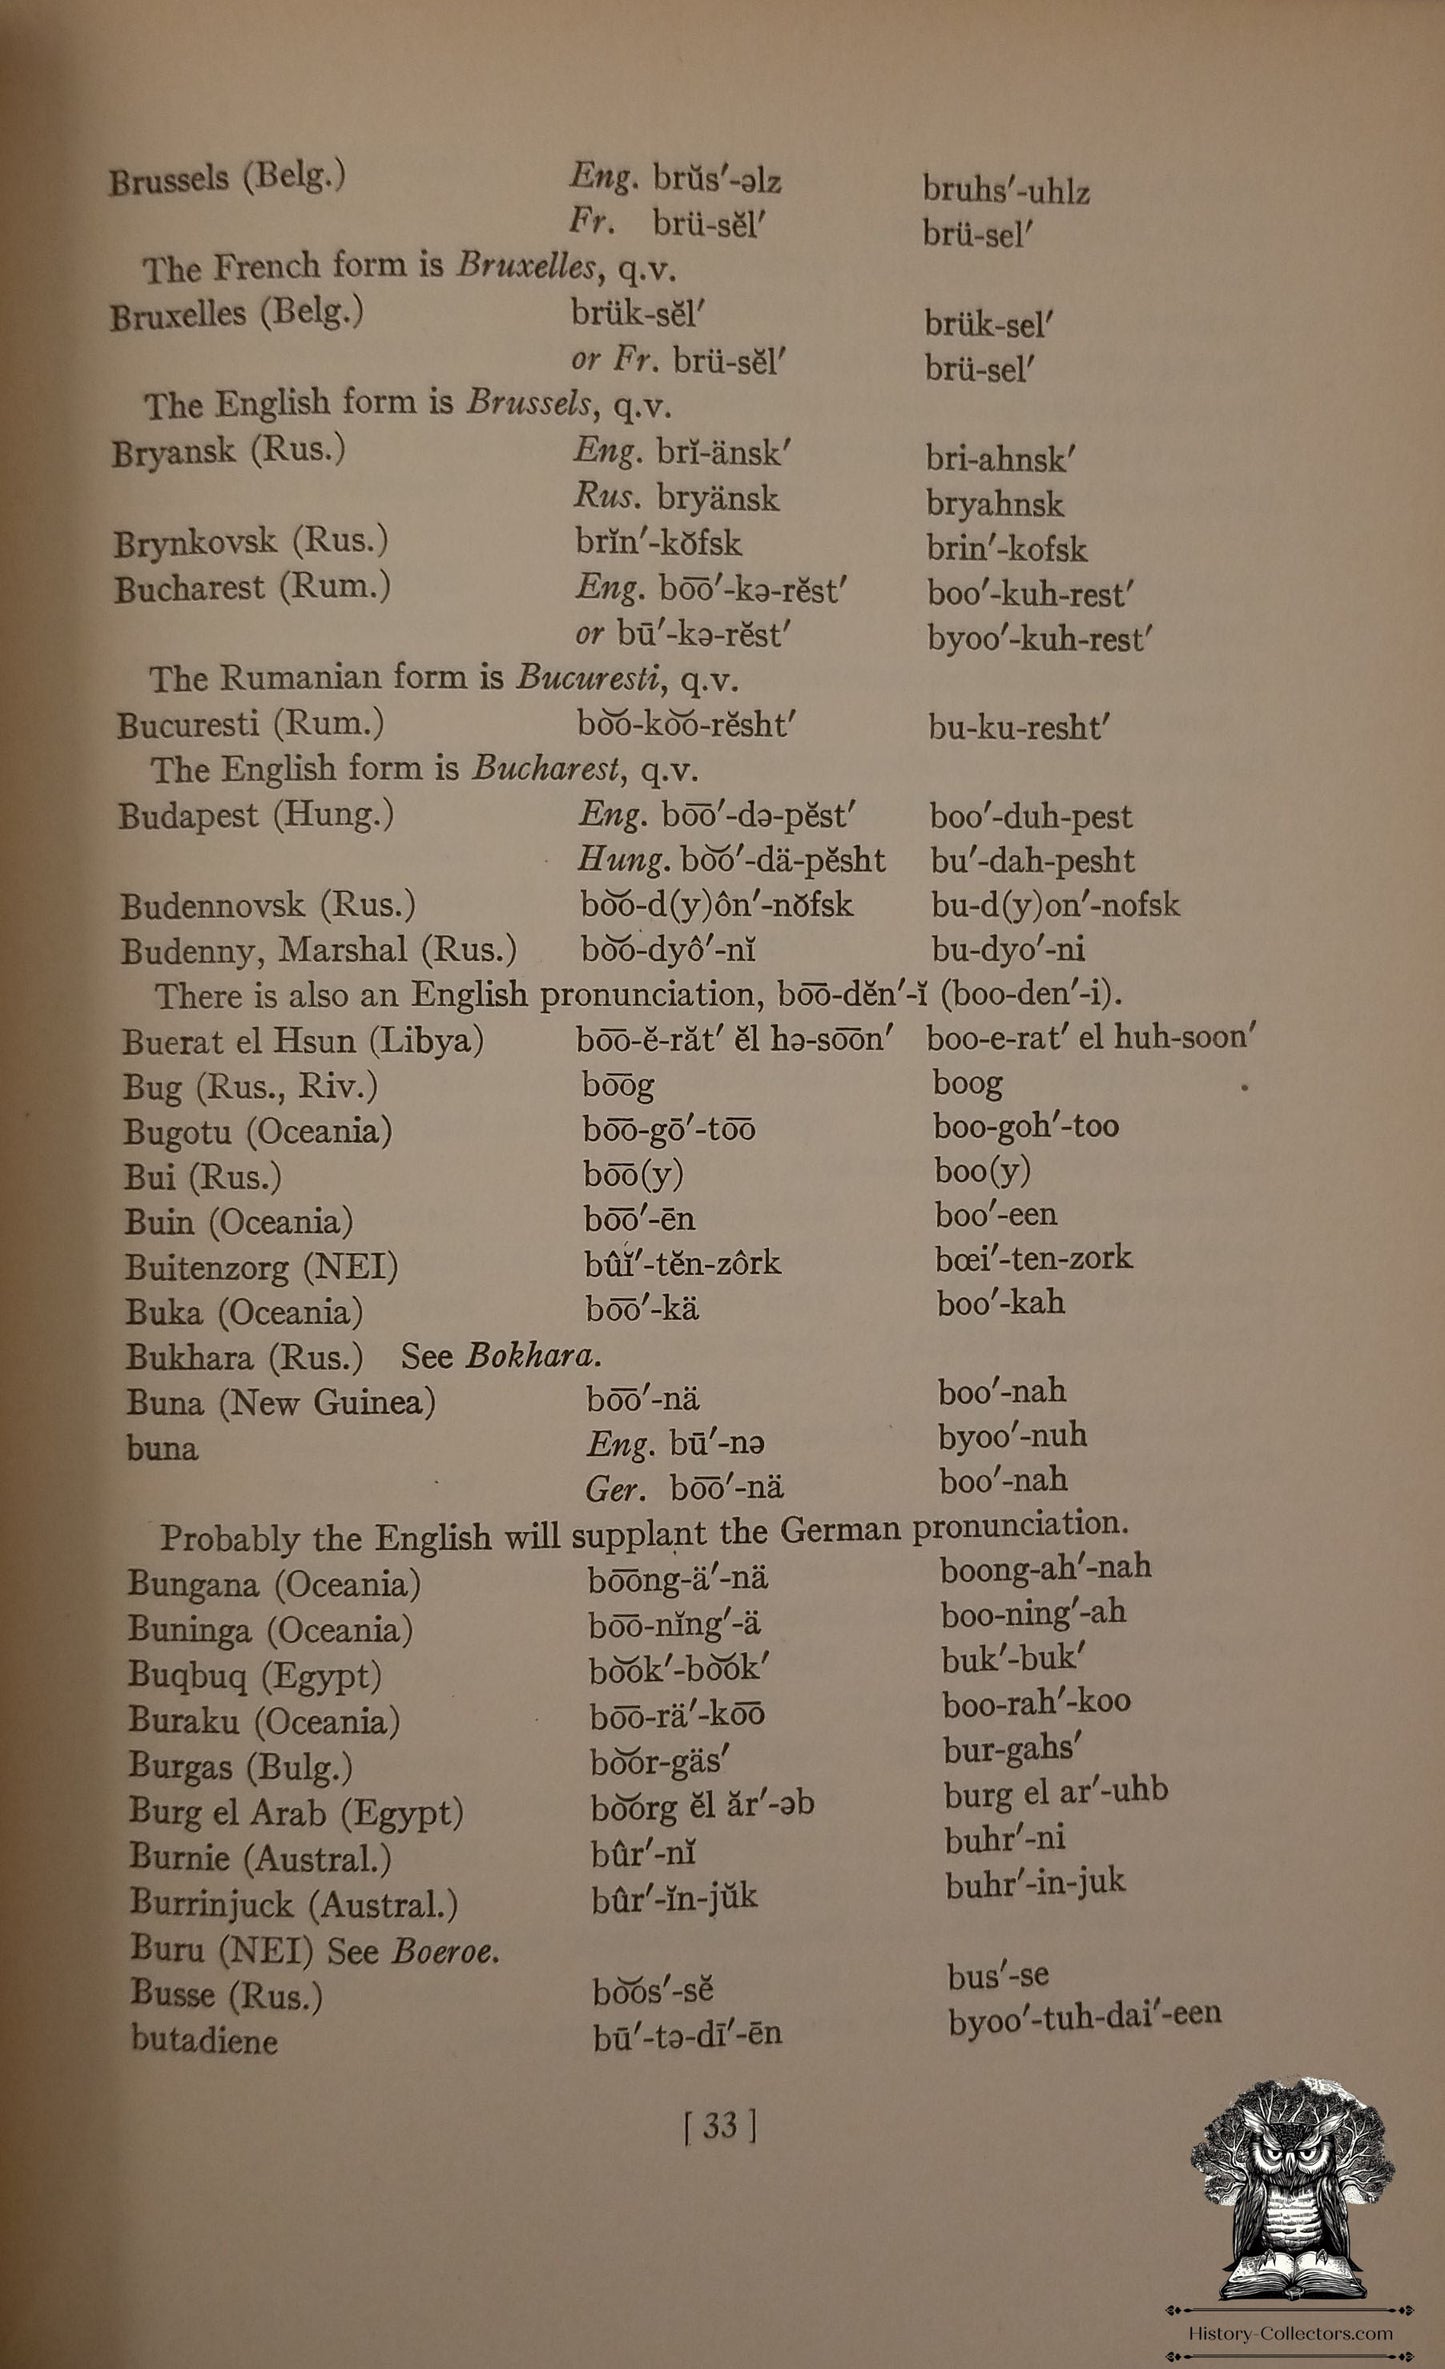 Brussels (Belg.) Eng. brŭs′-əlz bruhs′-uhlz
Fr. brü-sĕl′ brü-sel′
The French form is Bruxelles, q.v.
Bruxelles (Belg.) brük-sĕl′ brük-sel′
or Fr. brü-sĕl′ brü-sel′
The English form is Brussels, q.v.
Bryansk (Rus.) Eng. brĭ-änsk′ bri-ahnsk′
Rus. bryänsk bryahnsk
Brynkovsk (Rus.) brĭn′-kŏfsk brin′-kofsk
Bucharest (Rum.) Eng. bo͞o′-kə-rĕst′ boo′-kuh-rest′
or bū′-kə-rĕst′ byoo′-kuh-rest′
The Rumanian form is Bucuresti, q.v.
Bucuresti (Rum.) bo͝o-ko͝o-rĕsht′ bu-ku-resht′
The English form is Bucharest, q.v.
Budapest (Hung.) Eng. bo͞o′-də-pĕst′ boo′-duh-pest
Hung. bo͝o′-dä-pĕsht bu′-dah-pesht
Budennovsk (Rus.) bo͝o-d(y)ôn′-nŏfsk bu-d(y)on′-nofsk
Budenny, Marshal (Rus.) bo͝o-dyô′-nĭ bu-dyo′-ni
There is also an English pronunciation, bo͞o-dĕn′-ĭ (boo-den′-i).
Buerat el Hsun (Libya) bo͞o-ĕ-răt′ ĕl hə-so͞on′ boo-e-rat′ el huh-soon′
Bug (Rus., Riv.) bo͞og boog
Bugotu (Oceania) bo͞o-gō′-to͞o boo-goh′-too
Bui (Rus.) bo͞o(y) boo(y)
Buin (Oceania) bo͞o′-ēn boo′-een
Buitenzorg (NEI) bûĭ′-tĕn-zôrk bœi′-ten-zork
Buka (Oceania) bo͞o′-kä boo′-kah
Bukhara (Rus.) See Bokhara.
Buna (New Guinea) bo͞o′-nä boo′-nah
buna Eng. bū′-nə byoo′-nuh
Ger. bo͞o′-nä boo′-nah
Probably the English will supplant the German pronunciation.
Bungana (Oceania) bo͞ong-ä′-nä boong-ah′-nah
Buninga (Oceania) bo͞o-nĭng′-ä boo-ning′-ah
Buqbuq (Egypt) bo͝ok′-bo͝ok′ buk′-buk′
Buraku (Oceania) bo͞o-rä′-ko͞o boo-rah′-koo
Burgas (Bulg.) bo͝or-gäs′ bur-gahs′
Burg el Arab (Egypt) bo͝org ĕl ăr′-əb burg el ar′-uhb
Burnie (Austral.) bûr′-nĭ buhr′-ni
Burrinjuck (Austral.) bûr′-ĭn-jŭk buhr′-in-juk
Buru (NEI) See Boeroe.
Busse (Rus.) bo͝os′-sĕ bus′-se
butadiene bū′-tə-dī′-ēn byoo′-tuh-dai′-een
[ 33 ]
History-Collectors.com